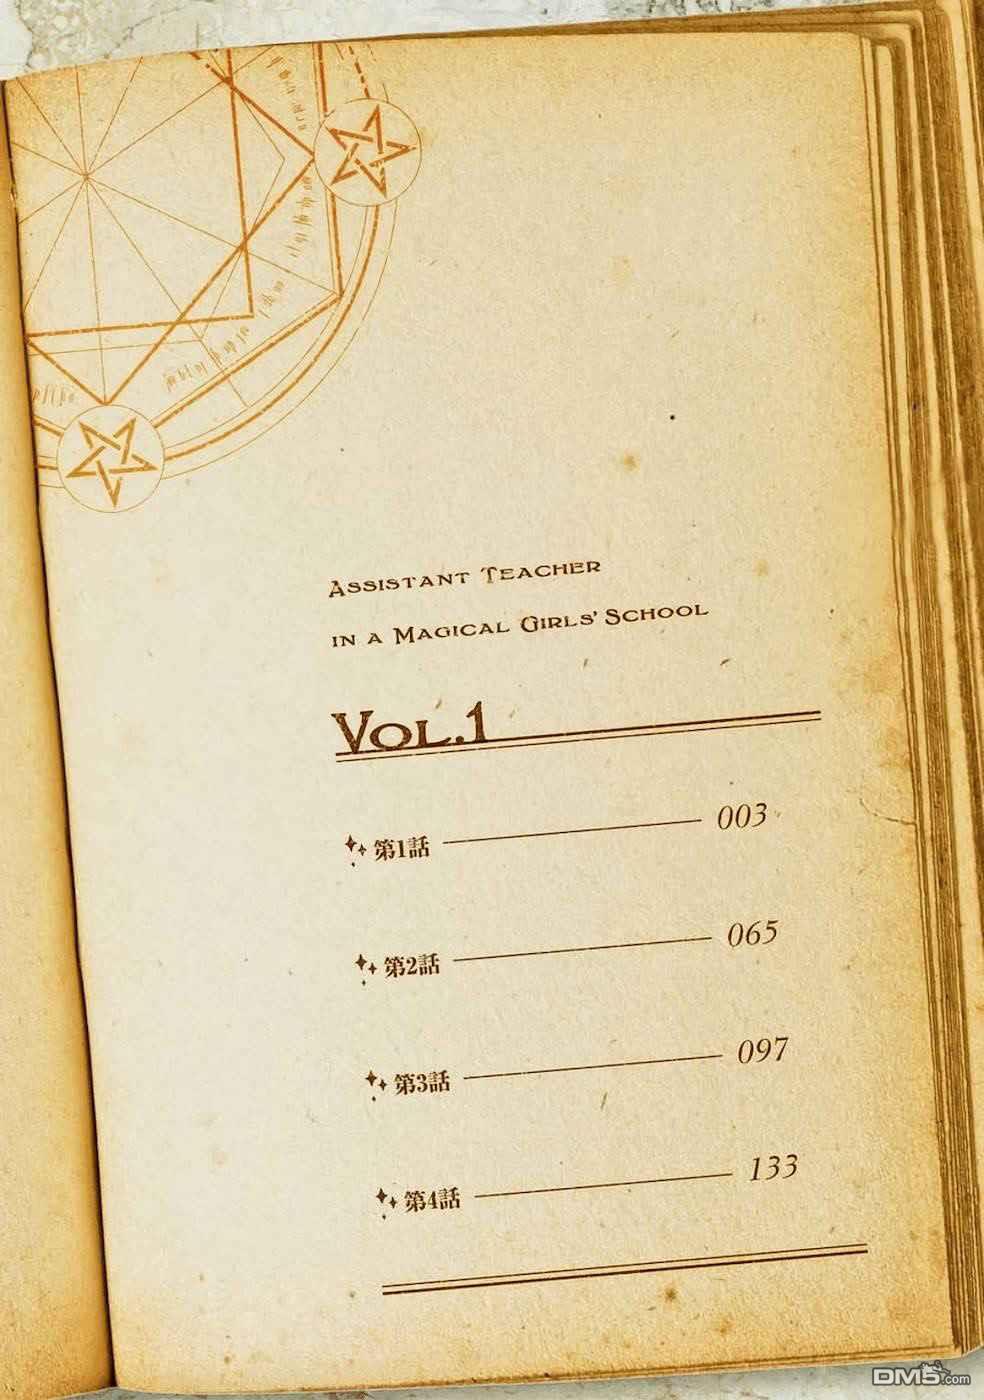 Assistant Teacher
in a Magical Girls' School
Vol.1
第1話 003
第2話 065
第3話 097
第4話 133
DM5.com